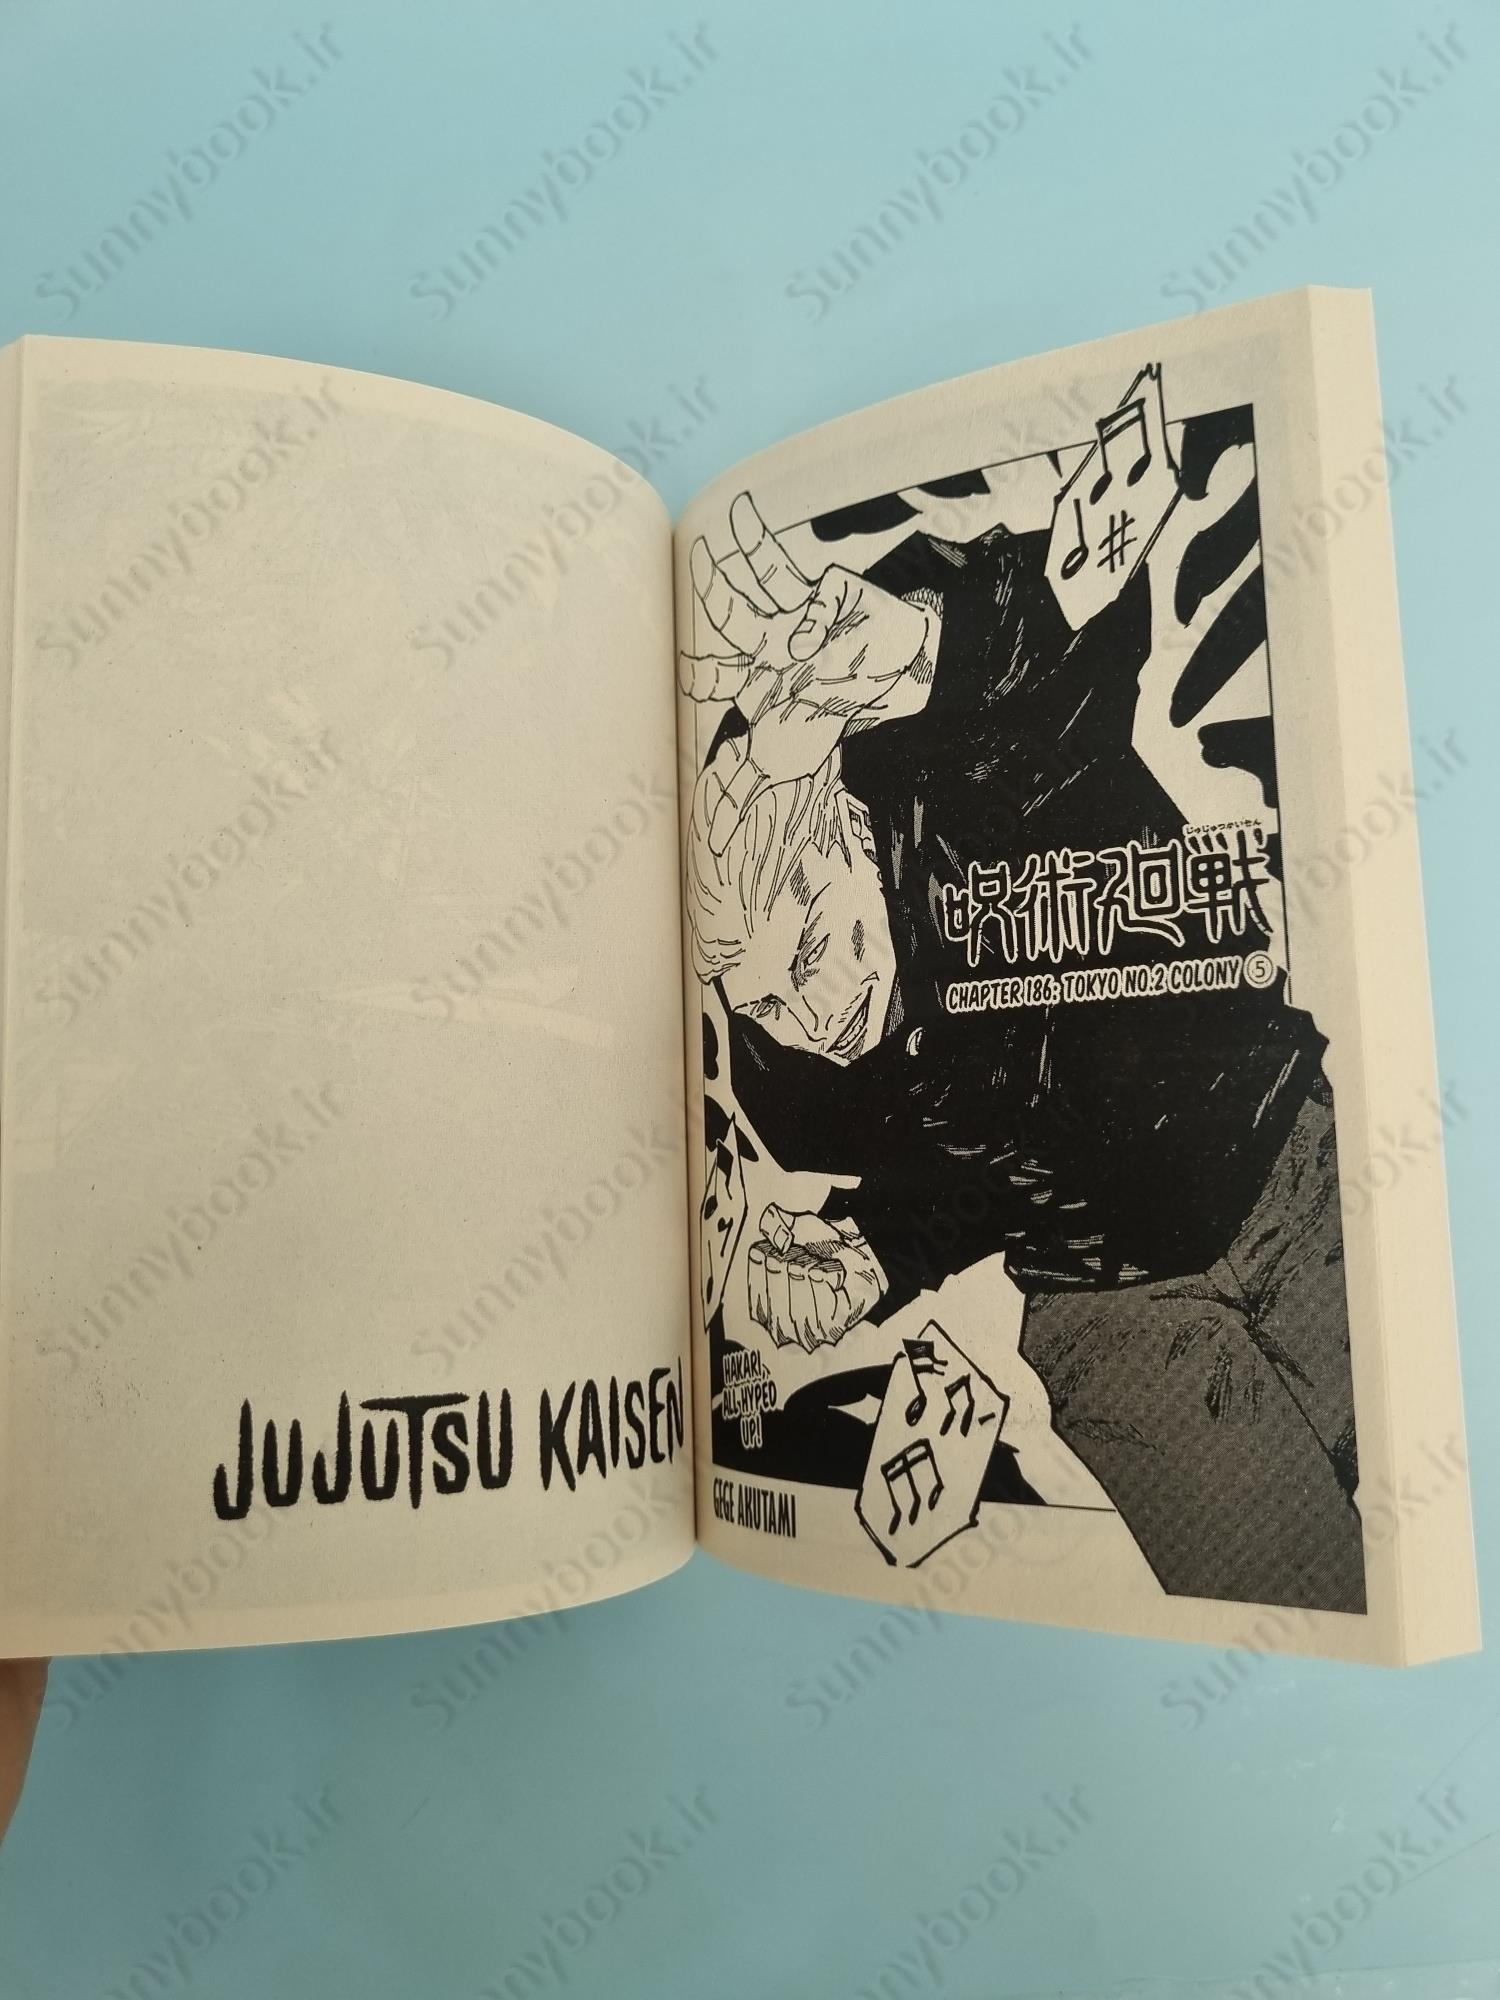 JUJUTSU KAISEN
じゅじゅつかいせん
呪術廻戦
CHAPTER 186: TOKYO NO.2 COLONY ⑤
HAKARI,
ALL HYPED
UP!
GEGE AKUTAMI
Sunnybook.ir